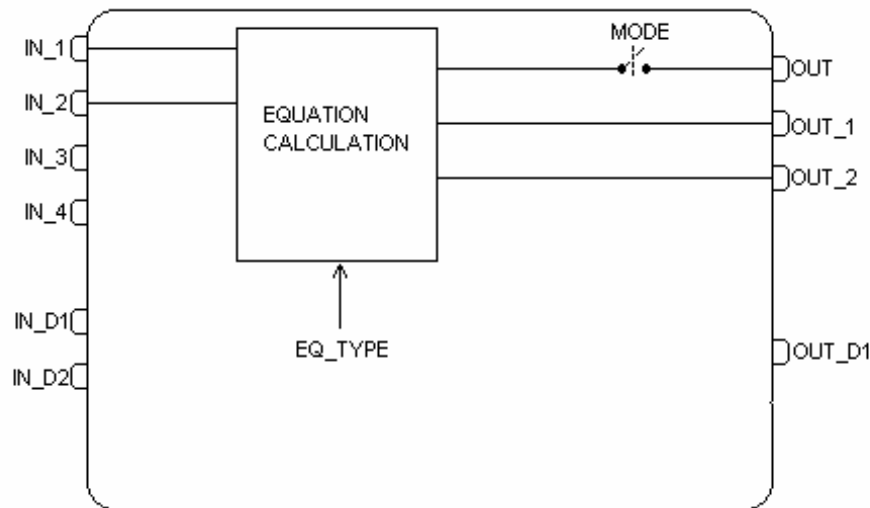 MODE
IN_1
OUT
IN_2
EQUATION
CALCULATION
OUT_1
IN_3
OUT_2
IN_4
IN_D1
EQ_TYPE
OUT_D1
IN_D2